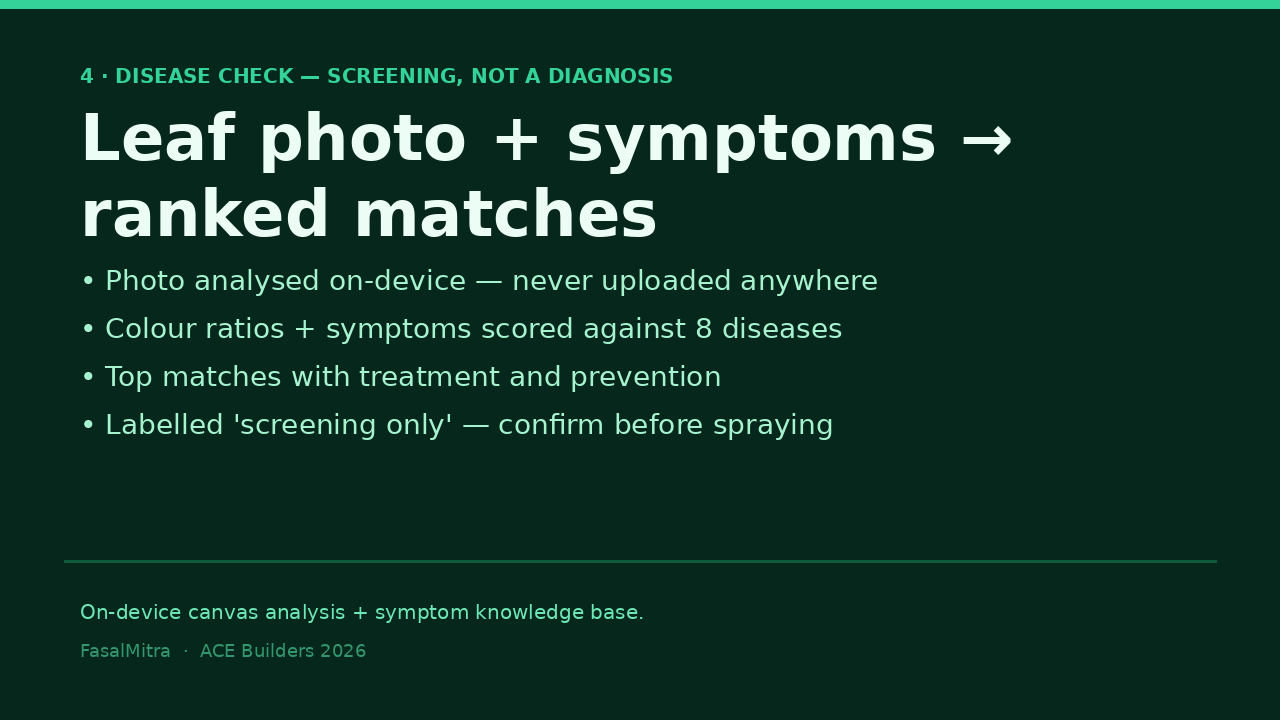 4 · DISEASE CHECK — SCREENING, NOT A DIAGNOSIS
Leaf photo + symptoms →
ranked matches
• Photo analysed on-device — never uploaded anywhere
• Colour ratios + symptoms scored against 8 diseases
• Top matches with treatment and prevention
• Labelled 'screening only' — confirm before spraying
On-device canvas analysis + symptom knowledge base.
FasalMitra · ACE Builders 2026